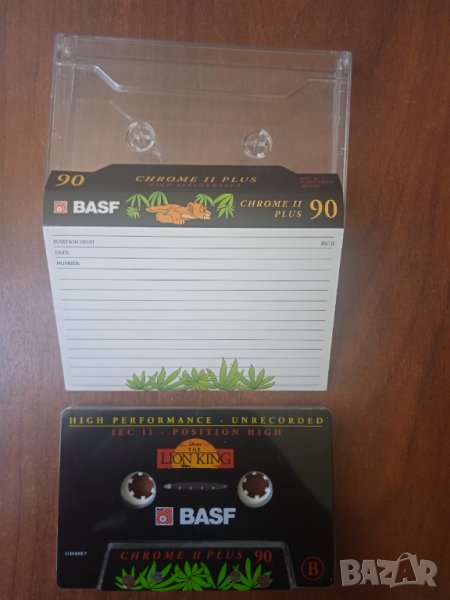 90 CHROME II PLUS
HIGH PERFORMANCE
IEC II
POSITION
HIGH
BASF
CHROME II
PLUS 90
POSITION HIGH
IEC II
DATE:
NUMBER:
HIGH PERFORMANCE · UNRECORDED
IEC II · POSITION HIGH
Disney's
THE
LION KING
BASF
© DISNEY
CHROME II PLUS 90
B
BAZAR